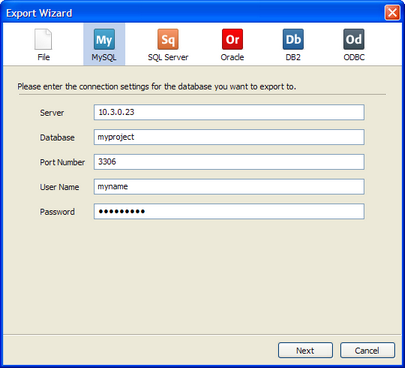 Export Wizard
My Sq Or Db Od
File MySQL SQL Server Oracle DB2 ODBC
Please enter the connection settings for the database you want to export to.
Server 10.3.0.23
Database myproject
Port Number 3306
User Name myname
Password •••••••••
Next Cancel